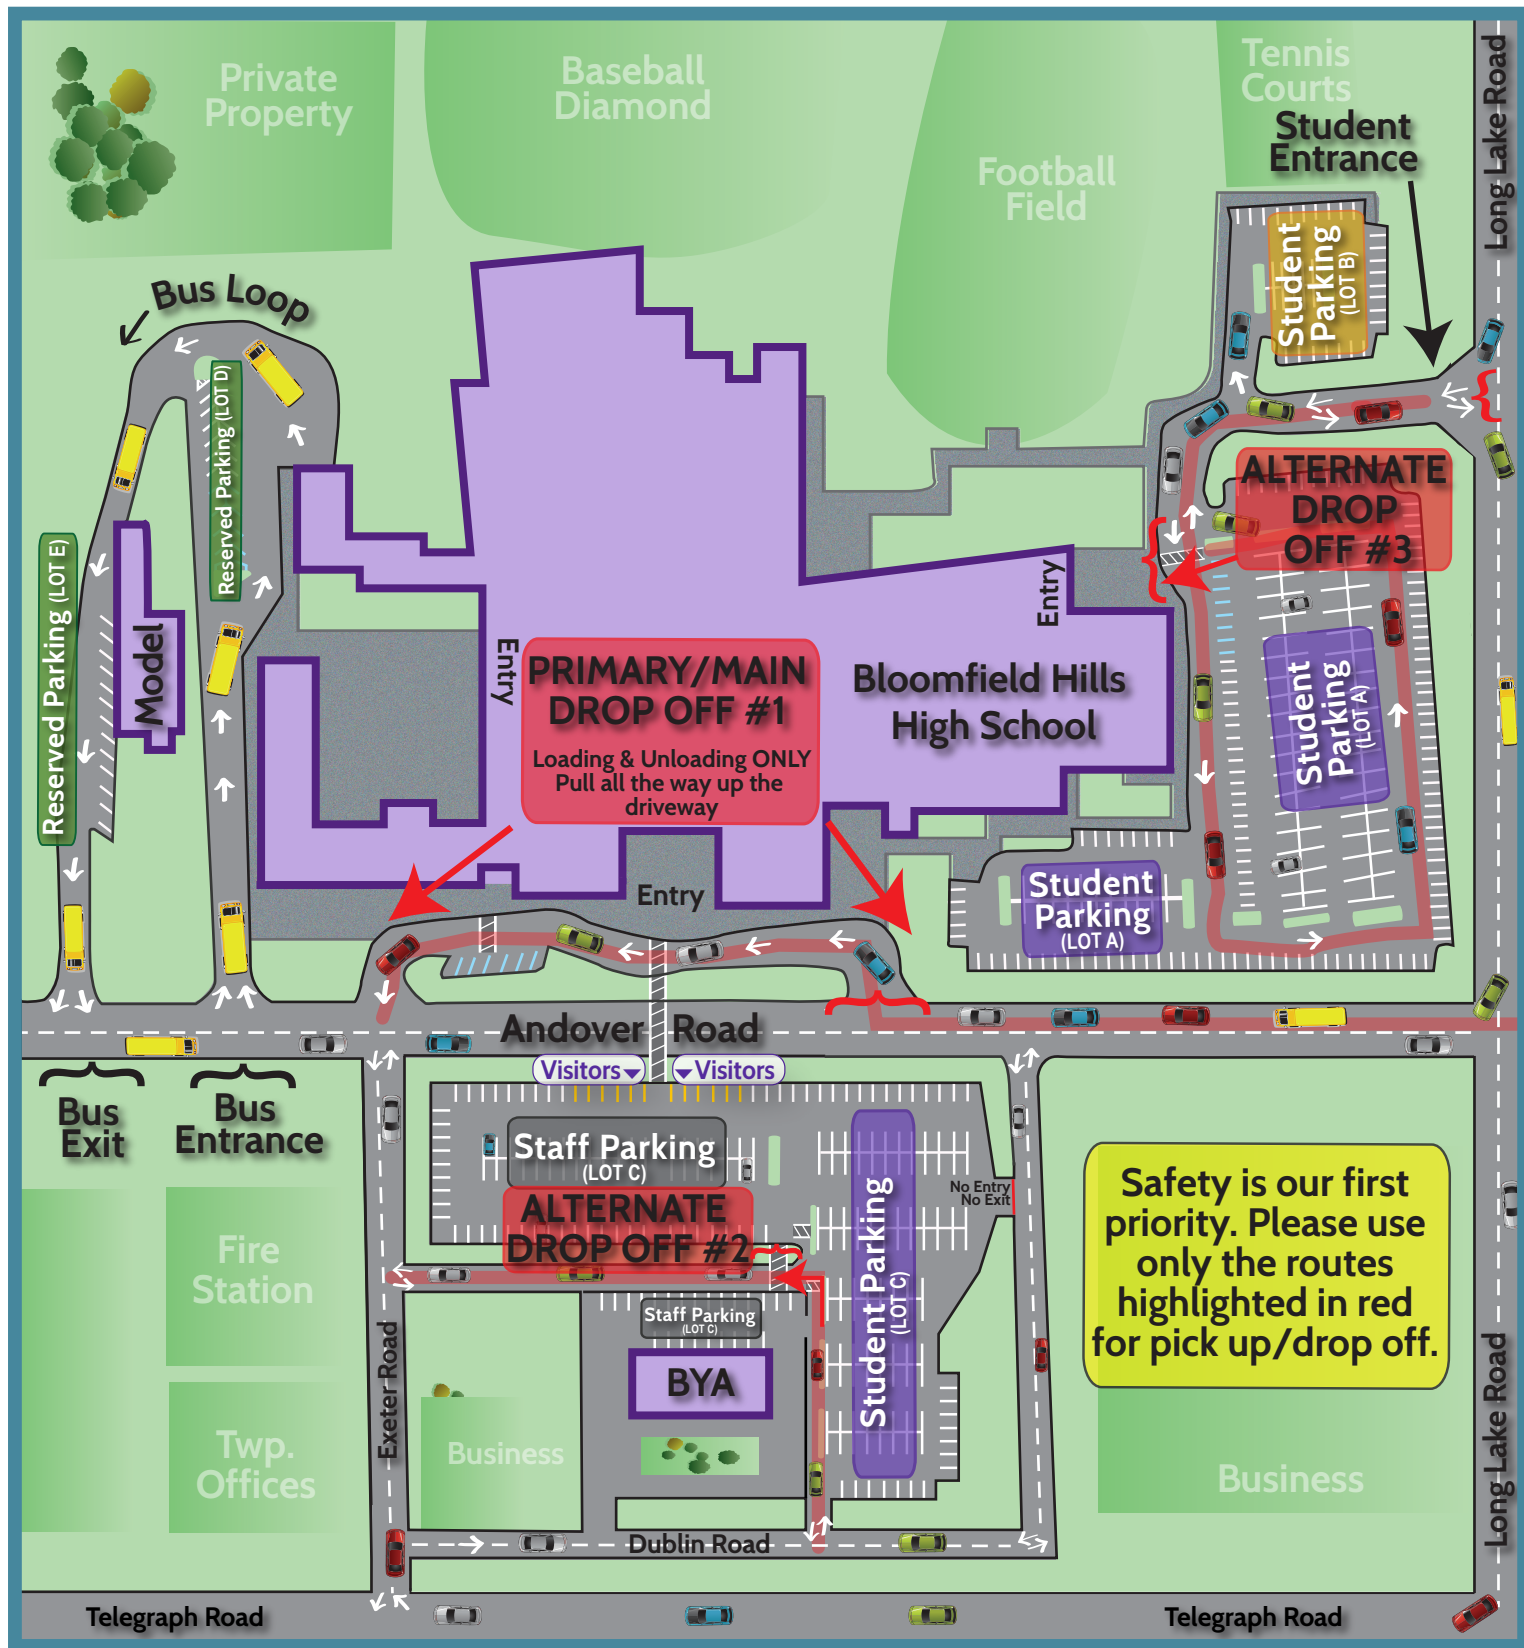 Private
Property
Baseball
Diamond
Tennis
Courts
Long Lake Road
Student
Entrance
Football
Field
Student
Parking
(LOT B)
Bus Loop
Reserved Parking (LOT D)
ALTERNATE
DROP
OFF #3
Reserved Parking (LOT E)
Model
Entry
Entry
PRIMARY/MAIN
DROP OFF #1
Loading & Unloading ONLY
Pull all the way up the
driveway
Bloomfield Hills
High School
Student
Parking
(LOT A)
Student
Parking
(LOT A)
Entry
Andover Road
Visitors
Visitors
Bus
Exit
Bus
Entrance
Staff Parking
(LOT C)
ALTERNATE
DROP OFF #2
Student Parking
(LOT C)
No Entry
No Exit
Safety is our first
priority. Please use
only the routes
highlighted in red
for pick up/drop off.
Fire
Station
Staff Parking
(LOT C)
BYA
Exeter Road
Twp.
Offices
Business
Business
Long Lake Road
Dublin Road
Telegraph Road
Telegraph Road